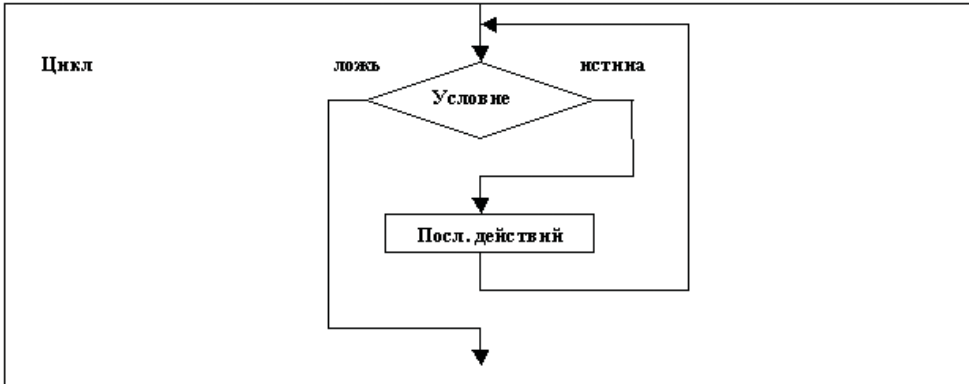 Цикл
ложь
истина
Условие
Посл. действий